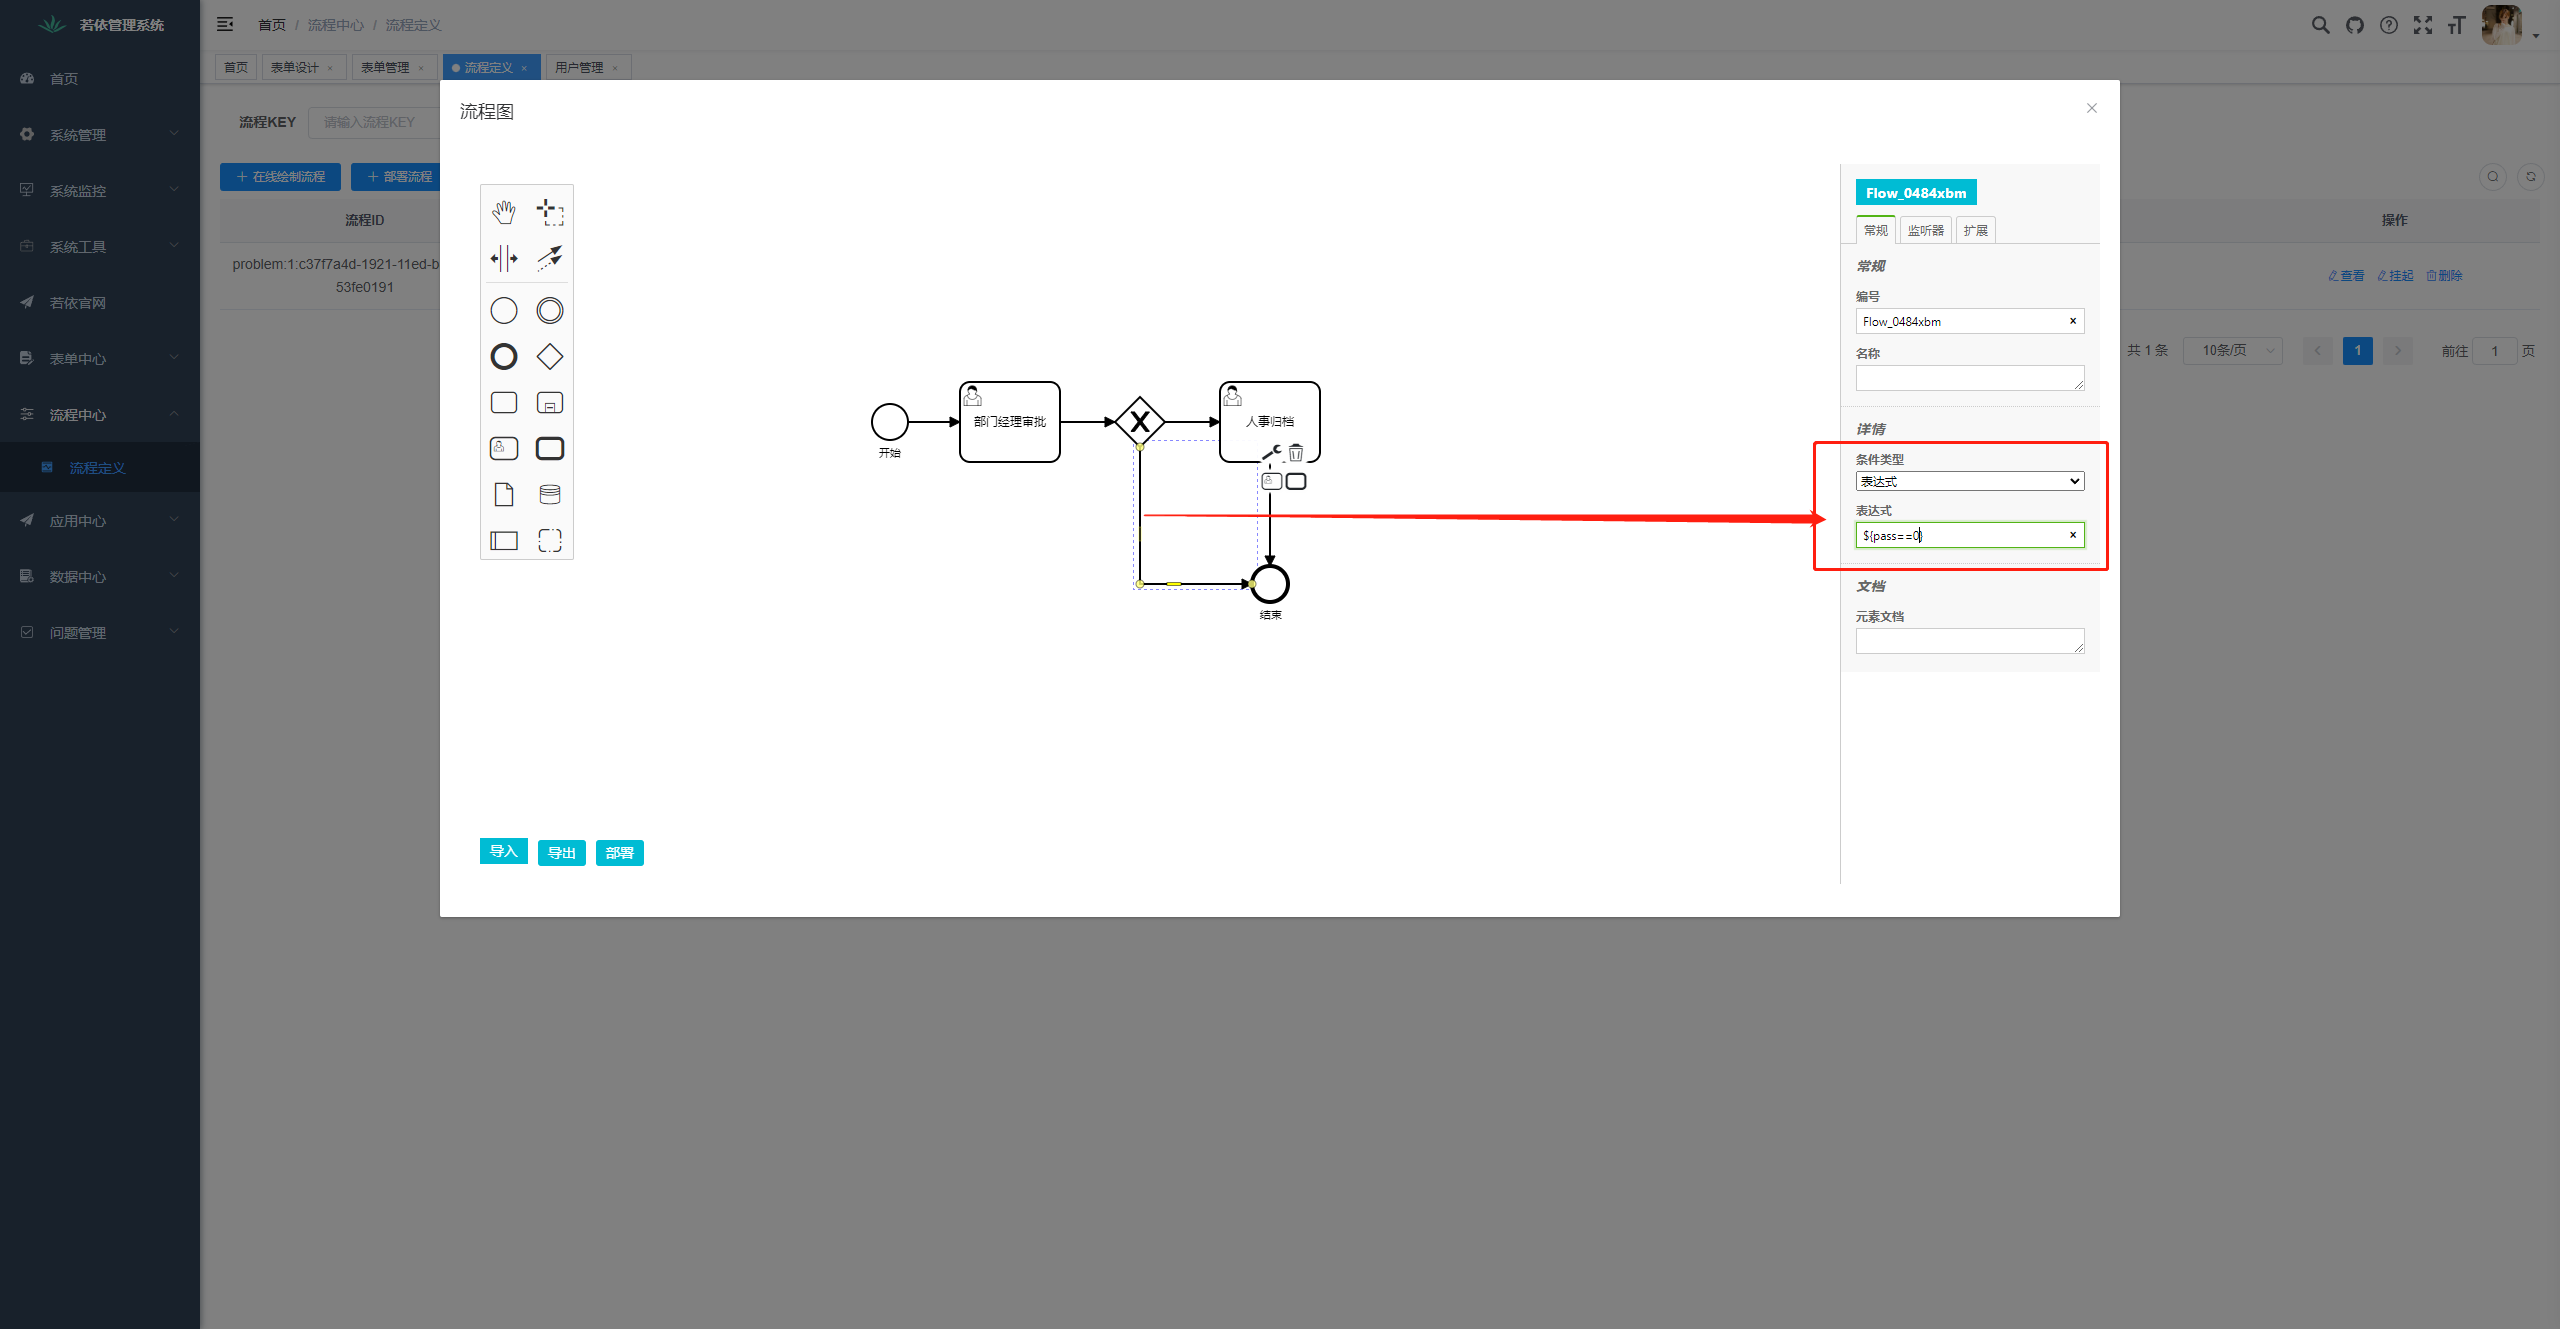 若依管理系统
首页 / 流程中心 / 流程定义
首页
表单设计 ×
表单管理 ×
流程定义 ×
用户管理 ×
首页
系统管理
系统监控
系统工具
若依官网
表单中心
流程中心
流程定义
应用中心
数据中心
问题管理
流程KEY
请输入流程KEY
+ 在线绘制流程
+ 部署流程
流程ID
problem:1:c37f7a4d-1921-11ed-b
53fe0191
操作
查看 挂起 删除
共 1 条
10条/页
1
前往 1 页
流程图
开始
部门经理审批
X
人事归档
结束
导入
导出
部署
Flow_0484xbm
常规
监听器
扩展
常规
编号
Flow_0484xbm
名称
详情
条件类型
表达式
表达式
${pass==0}
文档
元素文档